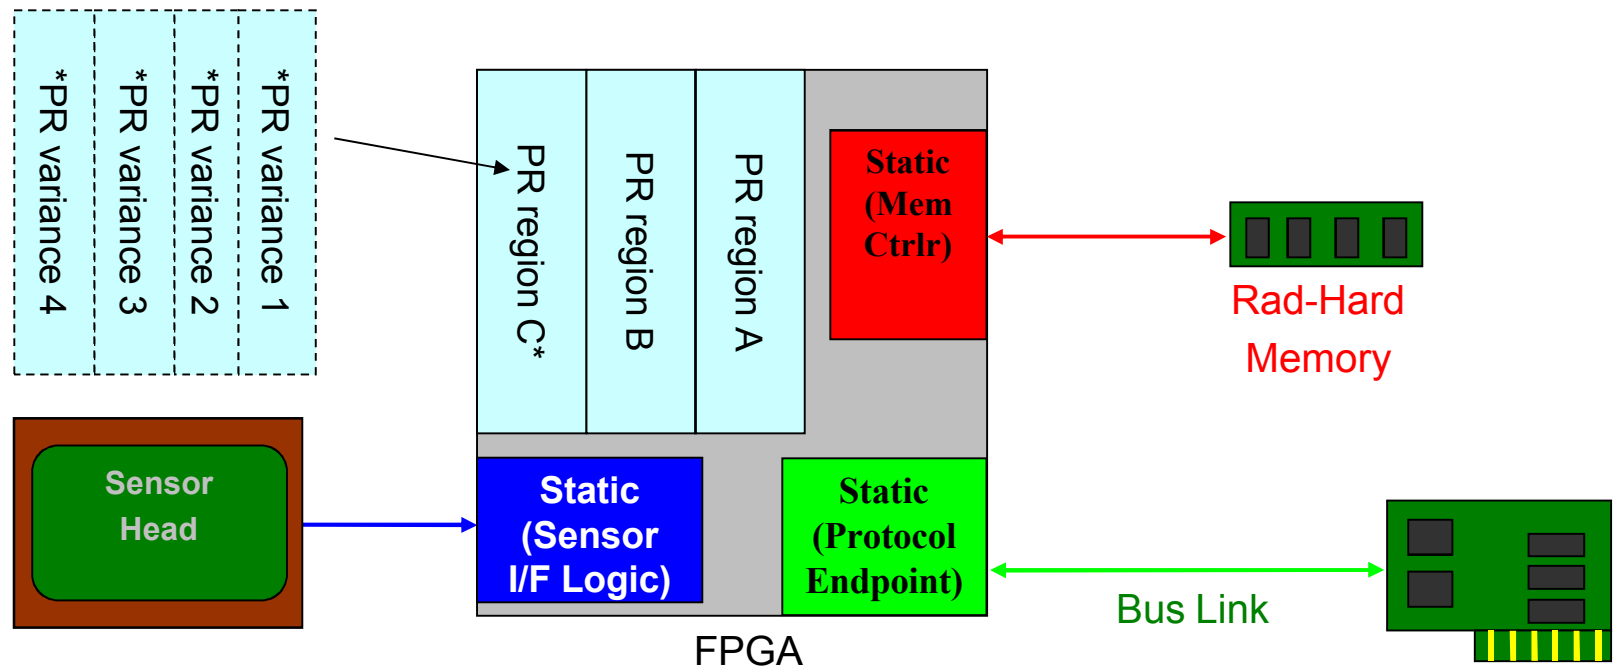 *PR variance 4
*PR variance 3
*PR variance 2
*PR variance 1
PR region C*
PR region B
PR region A
Static
(Mem
Ctrlr)
Rad-Hard
Memory
Sensor
Head
Static
(Sensor
I/F Logic)
Static
(Protocol
Endpoint)
Bus Link
FPGA